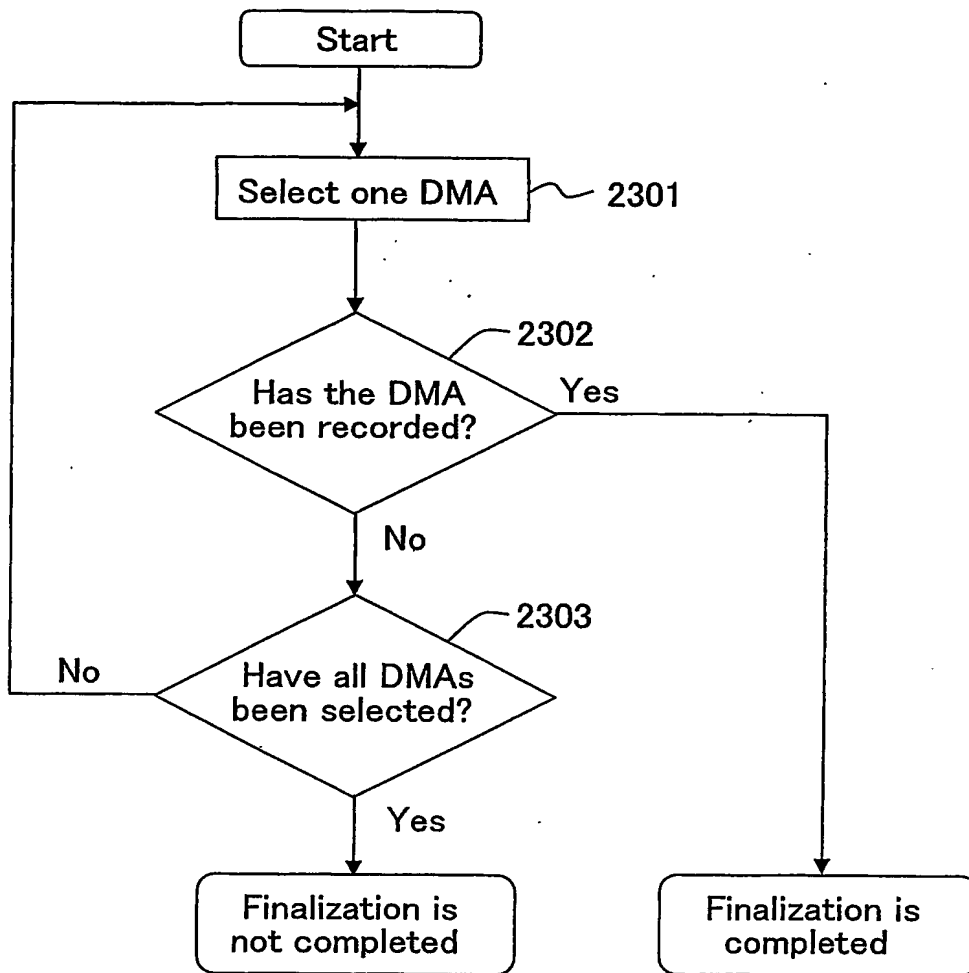 Start
Select one DMA
2301
2302
Has the DMA
been recorded?
Yes
No
2303
Have all DMAs
been selected?
No
Yes
Finalization is
not completed
Finalization is
completed